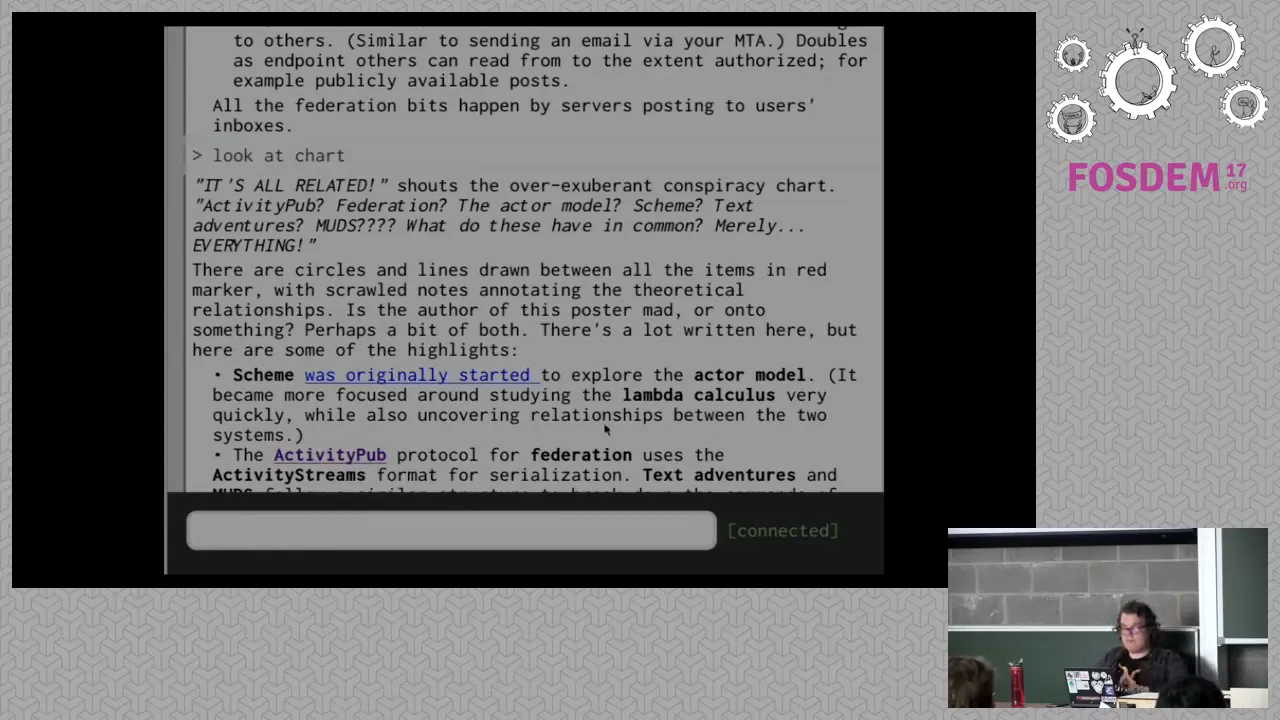 to others. (Similar to sending an email via your MTA.) Doubles
as endpoint others can read from to the extent authorized; for
example publicly available posts.
All the federation bits happen by servers posting to users'
inboxes.
> look at chart
"IT'S ALL RELATED!" shouts the over-exuberant conspiracy chart.
"ActivityPub? Federation? The actor model? Scheme? Text
adventures? MUDS???? What do these have in common? Merely...
EVERYTHING!"
There are circles and lines drawn between all the items in red
marker, with scrawled notes annotating the theoretical
relationships. Is the author of this poster mad, or onto
something? Perhaps a bit of both. There's a lot written here, but
here are some of the highlights:
• Scheme was originally started to explore the actor model. (It
became more focused around studying the lambda calculus very
quickly, while also uncovering relationships between the two
systems.)
• The ActivityPub protocol for federation uses the
ActivityStreams format for serialization. Text adventures and
[connected]
FOSDEM 17
.org